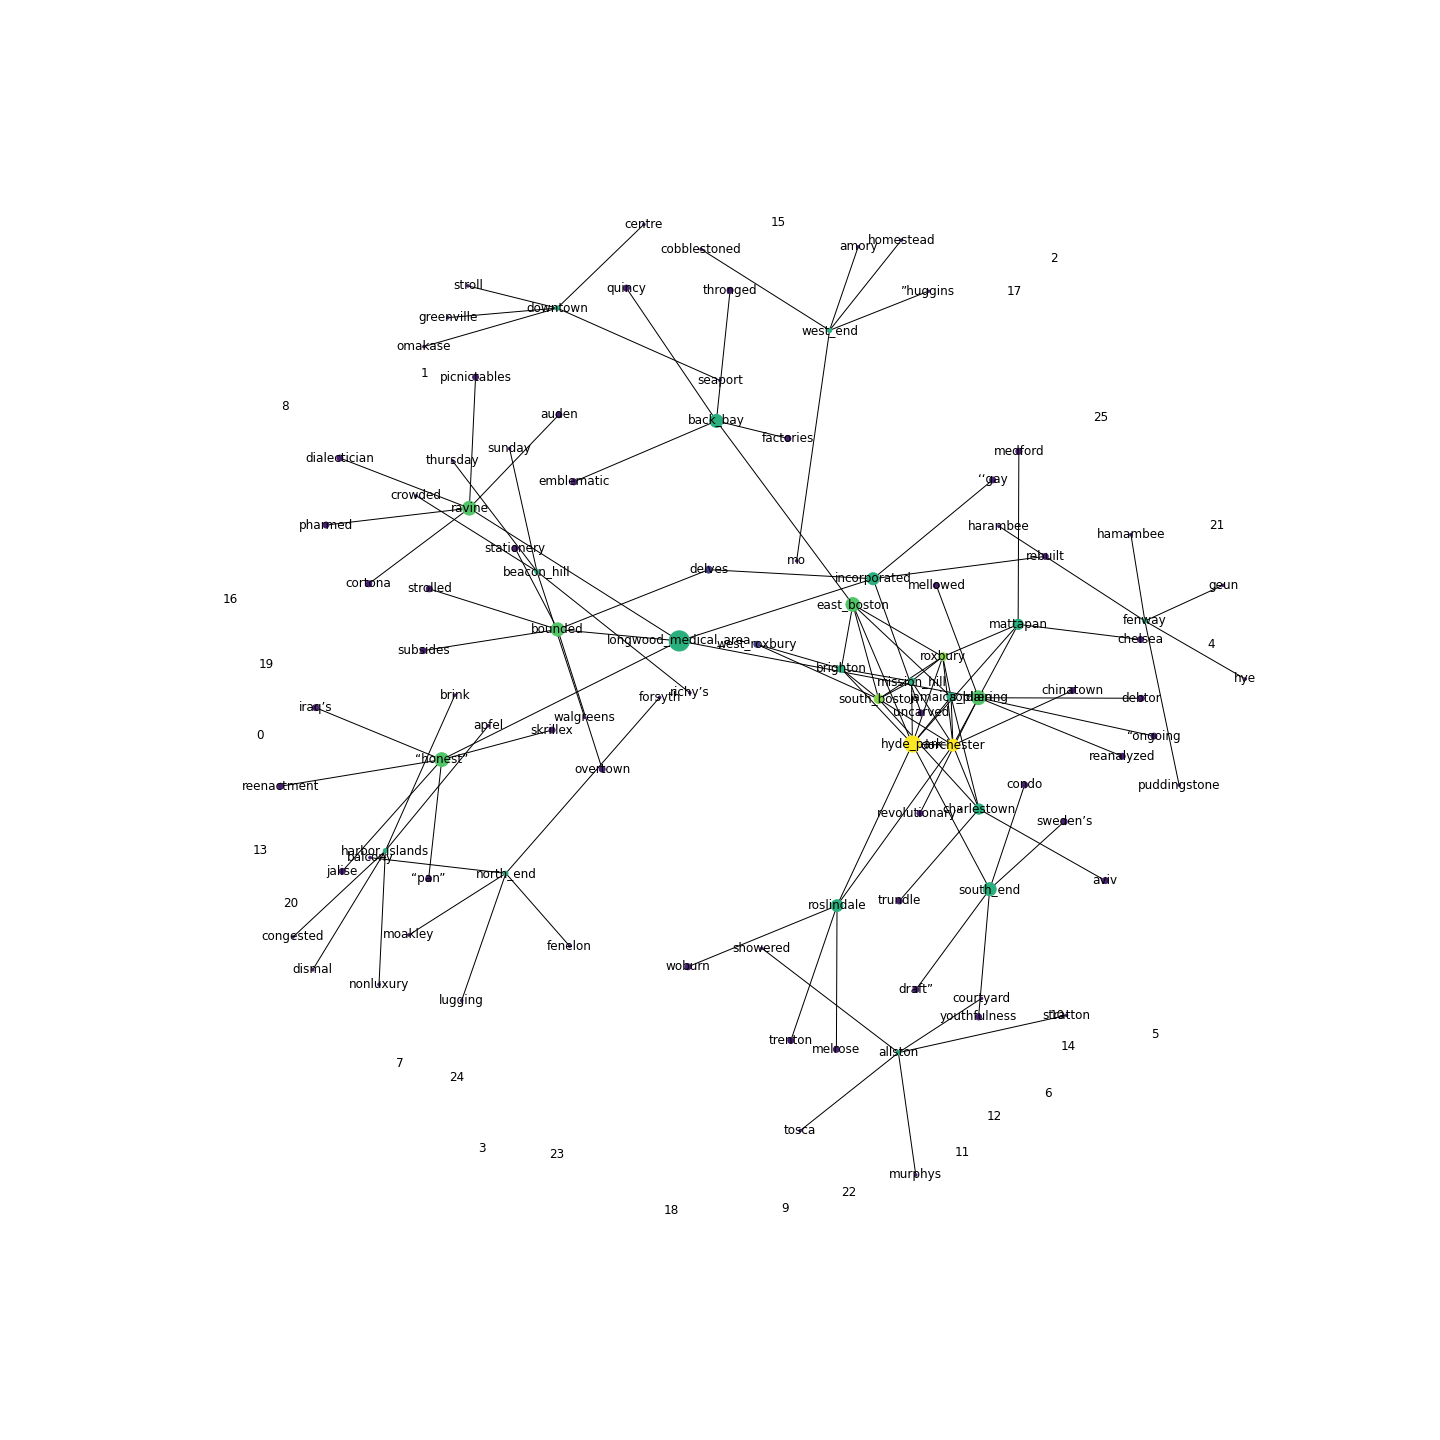 15
centre
homestead
amory
cobblestoned
2
stroll
quincy
thronged
”huggins
17
downtown
greenville
west_end
omakase
1
picnictables
seaport
8
auden
back_bay
25
factories
sunday
medford
dialectician
thursday
‘‘gay
emblematic
crowded
ravine
pharmed
harambee
21
hamambee
stationery
rebuilt
mo
beacon_hill
delves
incorporated
cortona
strolled
mellowed
geun
16
east_boston
fenway
mattapan
bounded
chelsea
longwood_medical_area
west_roxbury
4
subsides
roxbury
19
brighton
hye
mission_hill
chinatown
richy’s
brink
forsyth
south_boston
debtor
iraq’s
uncarved
walgreens
apfel
skrillex
0
“ongoing
hyde_park
dorchester
reanalyzed
“honest”
overtown
reenactment
condo
puddingstone
revolutionary
charlestown
sweden’s
13
harbor_islands
balcony
jalise
“pan”
north_end
aviv
south_end
20
trundle
roslindale
congested
moakley
fenelon
showered
woburn
dismal
nonluxury
draft”
courtyard
lugging
youthfulness
10
stratton
5
trenton
14
melrose
allston
7
24
6
12
tosca
3
11
23
murphys
22
9
18